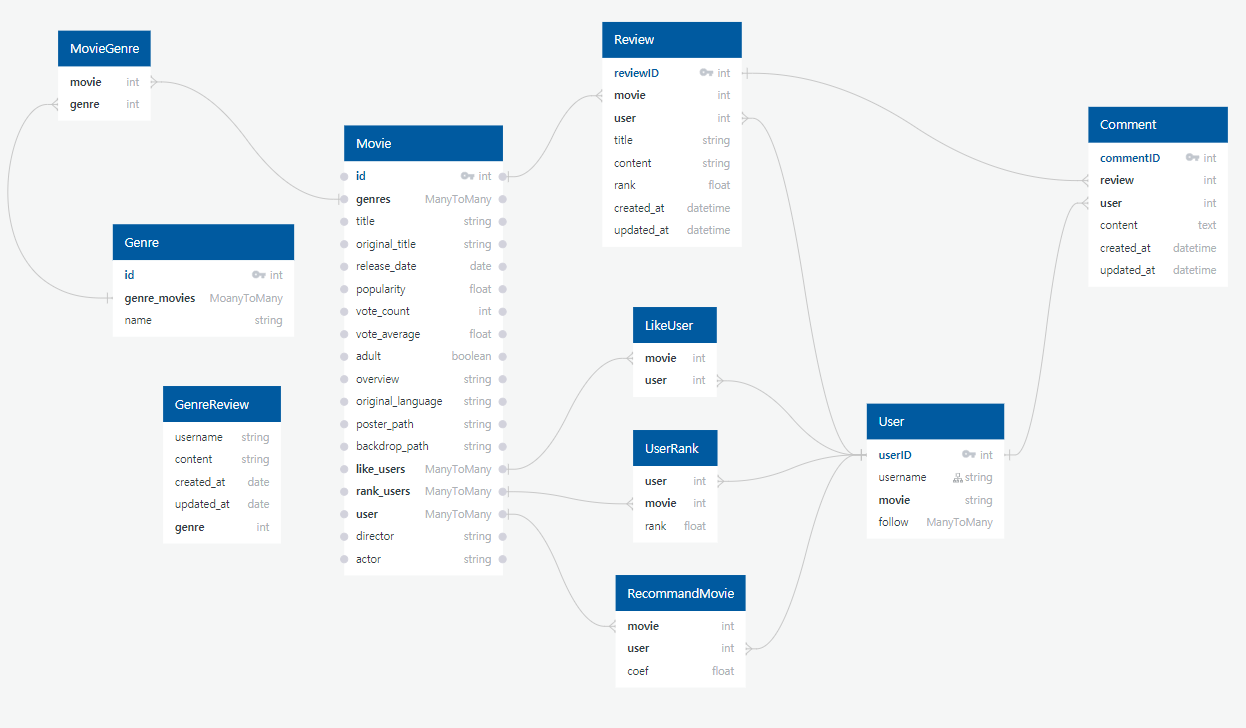 MovieGenre
movie int
genre int
Genre
id int
genre_movies MoanyToMany
name string
GenreReview
username string
content string
created_at date
updated_at date
genre int
Movie
id int
genres ManyToMany
title string
original_title string
release_date date
popularity float
vote_count int
vote_average float
adult boolean
overview string
original_language string
poster_path string
backdrop_path string
like_users ManyToMany
rank_users ManyToMany
user ManyToMany
director string
actor string
Review
reviewID int
movie int
user int
title string
content string
rank float
created_at datetime
updated_at datetime
LikeUser
movie int
user int
UserRank
user int
movie int
rank float
RecommandMovie
movie int
user int
coef float
User
userID int
username string
movie string
follow ManyToMany
Comment
commentID int
review int
user int
content text
created_at datetime
updated_at datetime